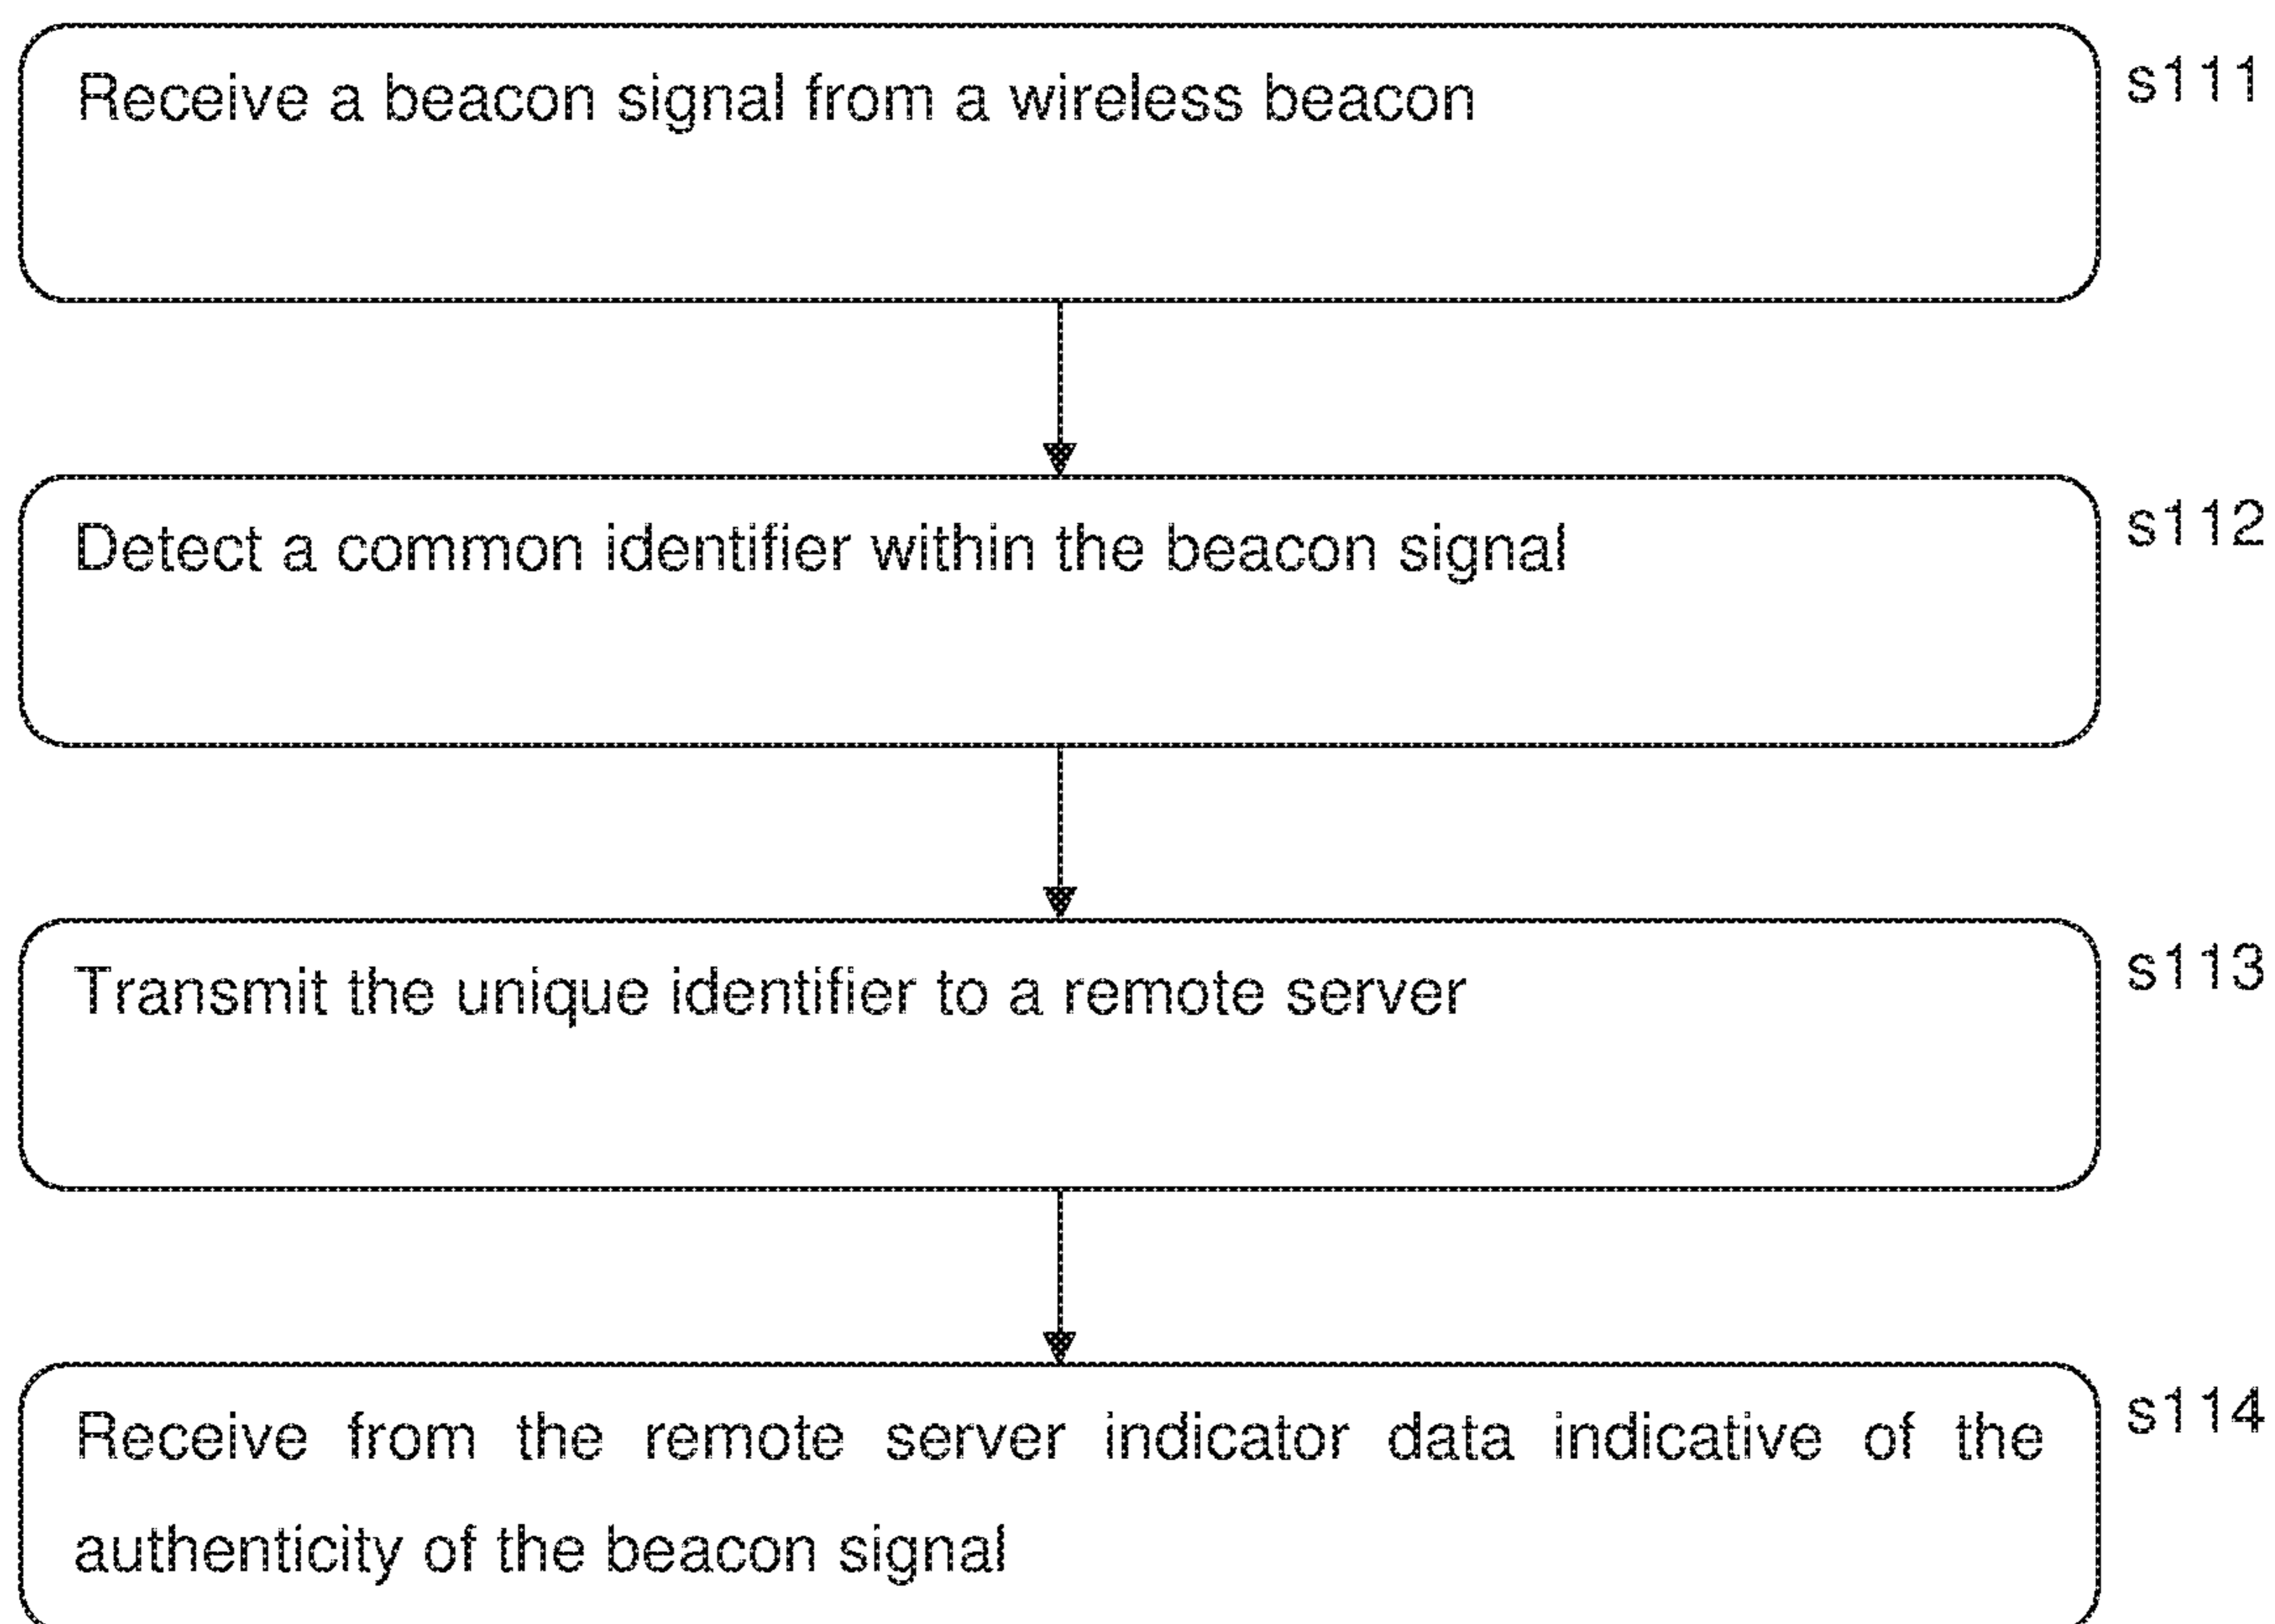 Receive a beacon signal from a wireless beacon
s111
Detect a common identifier within the beacon signal
s112
Transmit the unique identifier to a remote server
s113
Receive from the remote server indicator data indicative of the
s114
authenticity of the beacon signal